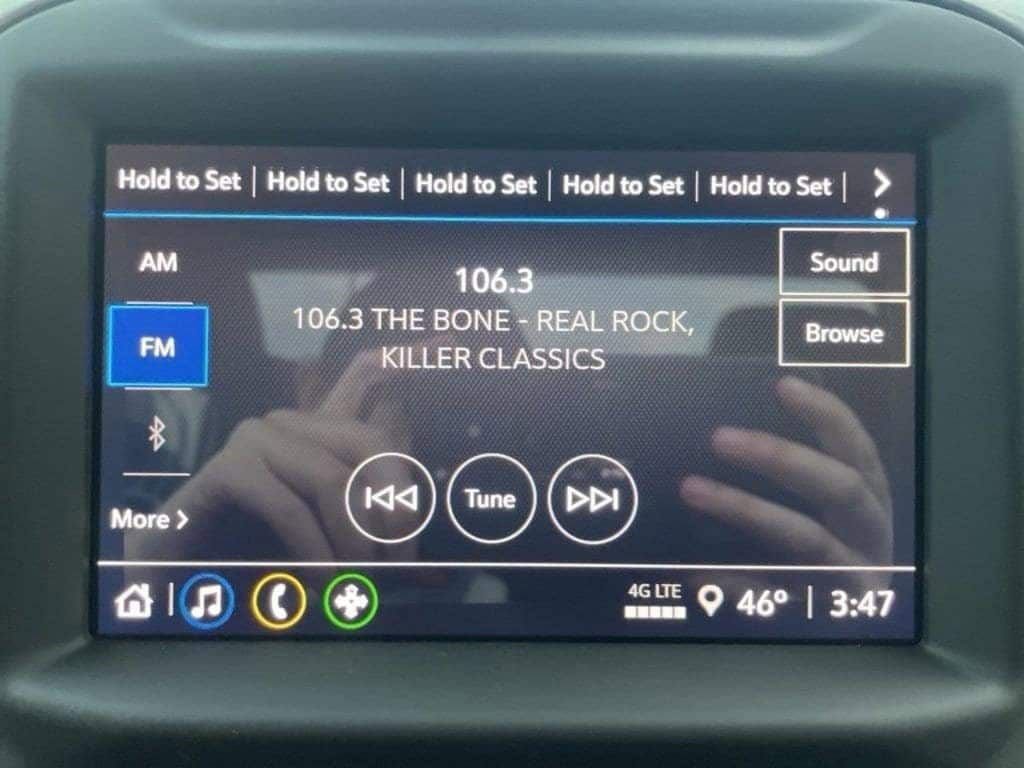 Hold to Set | Hold to Set | Hold to Set | Hold to Set | Hold to Set |
AM
FM
More
106.3
106.3 THE BONE - REAL ROCK,
KILLER CLASSICS
Sound
Browse
Tune
4G LTE
46° | 3:47